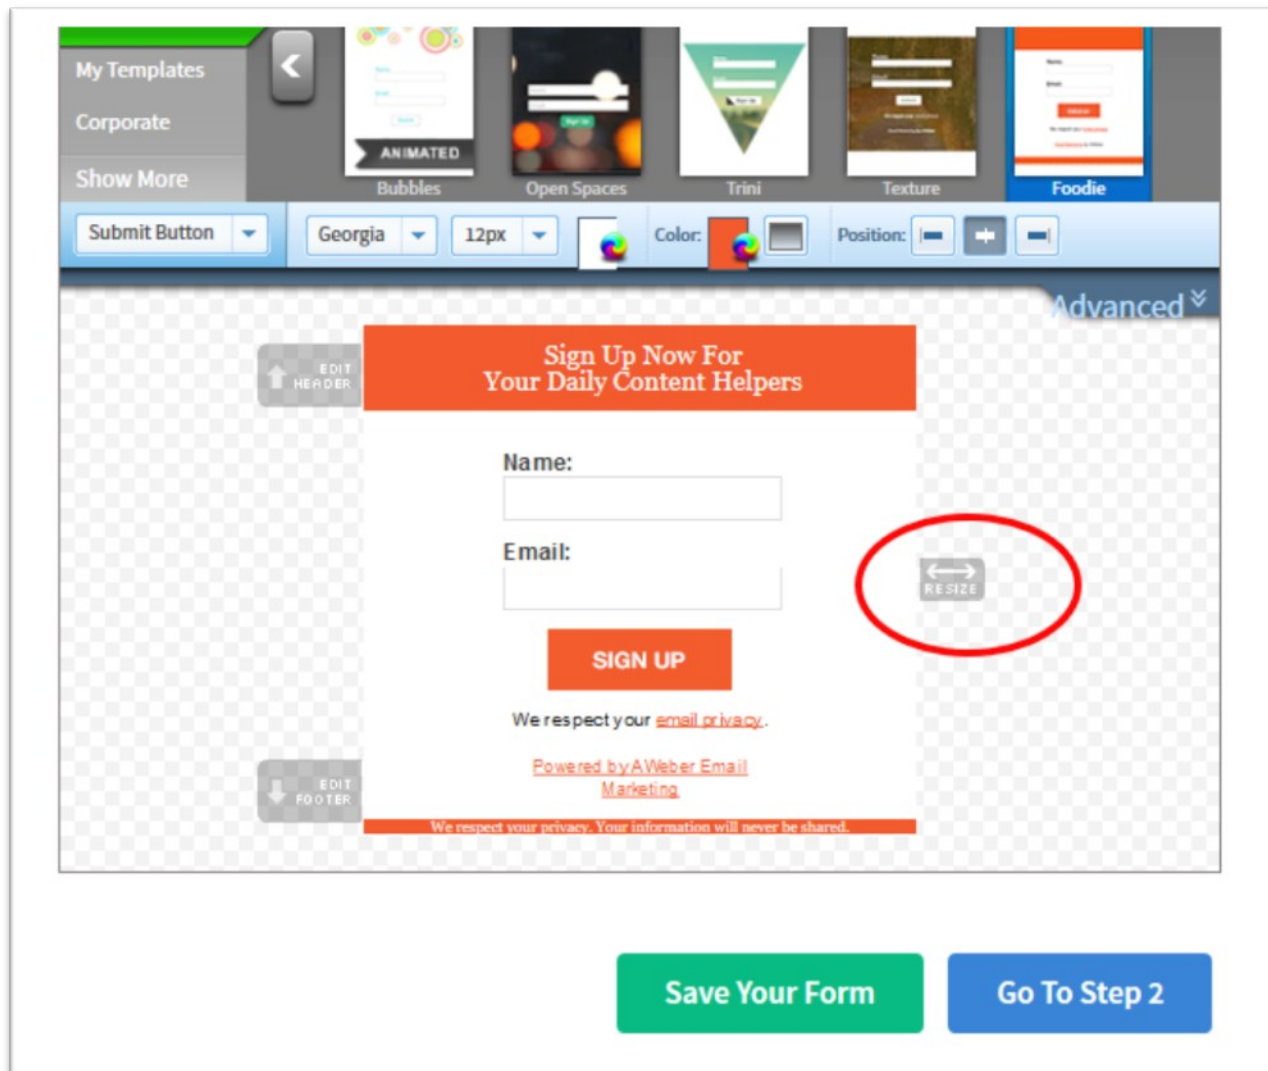 My Templates
Corporate
Show More
ANIMATED
Bubbles
Open Spaces
Trini
Texture
Foodie
Submit Button
Georgia
12px
Color:
Position:
Advanced
EDIT
HEADER
Sign Up Now For
Your Daily Content Helpers
Name:
Email:
RESIZE
SIGN UP
We respect your email privacy.
Powered by AWeber Email
Marketing
EDIT
FOOTER
We respect your privacy. Your information will never be shared.
Save Your Form
Go To Step 2